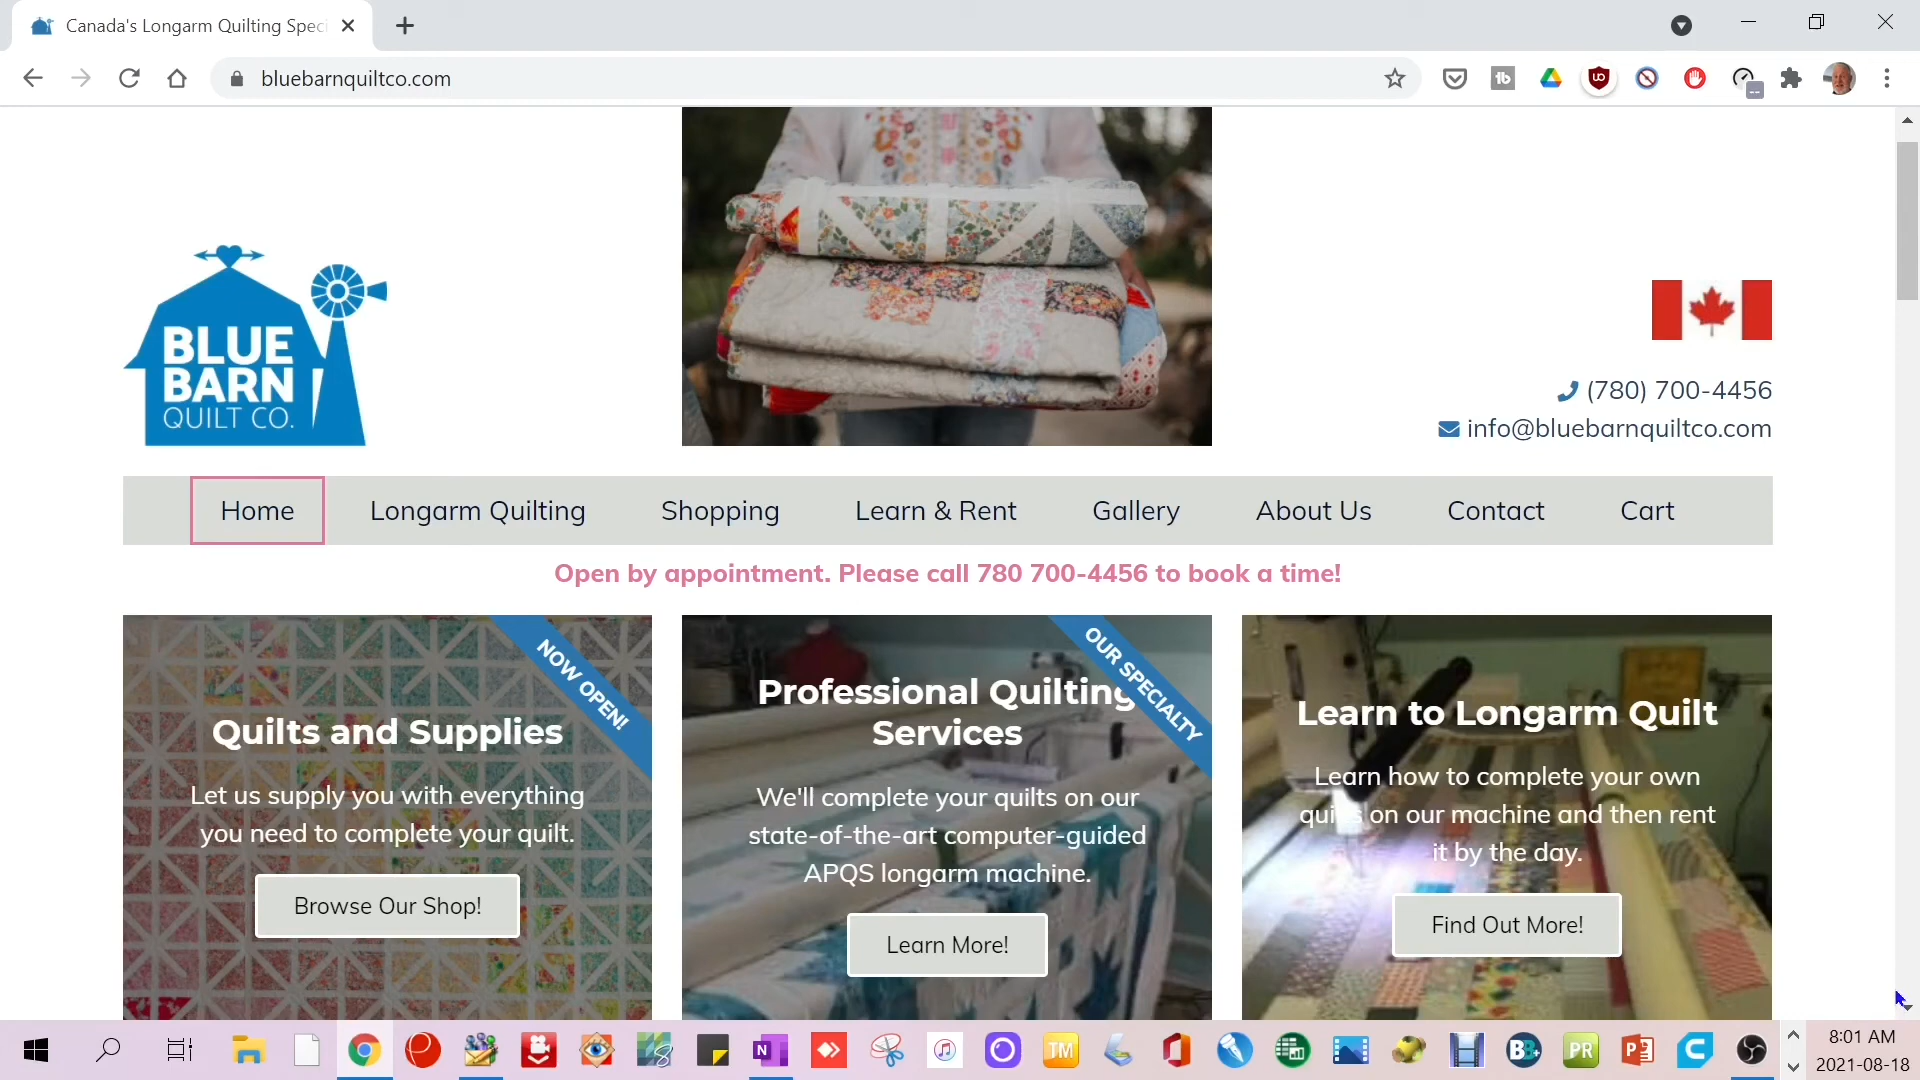 Canada's Longarm Quilting Speci
bluebarnquiltco.com
BLUE
BARN
QUILT CO.
(780) 700-4456
info@bluebarnquiltco.com
Home Longarm Quilting Shopping Learn & Rent Gallery About Us Contact Cart
Open by appointment. Please call 780 700-4456 to book a time!
NOW OPEN!
Quilts and Supplies
Let us supply you with everything
you need to complete your quilt.
Browse Our Shop!
OUR SPECIALTY
Professional Quilting
Services
We'll complete your quilts on our
state-of-the-art computer-guided
APQS longarm machine.
Learn More!
Learn to Longarm Quilt
Learn how to complete your own
quilts on our machine and then rent
it by the day.
Find Out More!
8:01 AM
2021-08-18